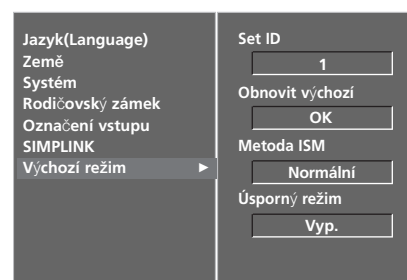 Jazyk(Language)
Země
Systém
Rodičovský zámek
Označení vstupu
SIMPLINK
Výchozí režim ►
Set ID
1
Obnovit výchozí
OK
Metoda ISM
Normální
Úsporný režim
Vyp.